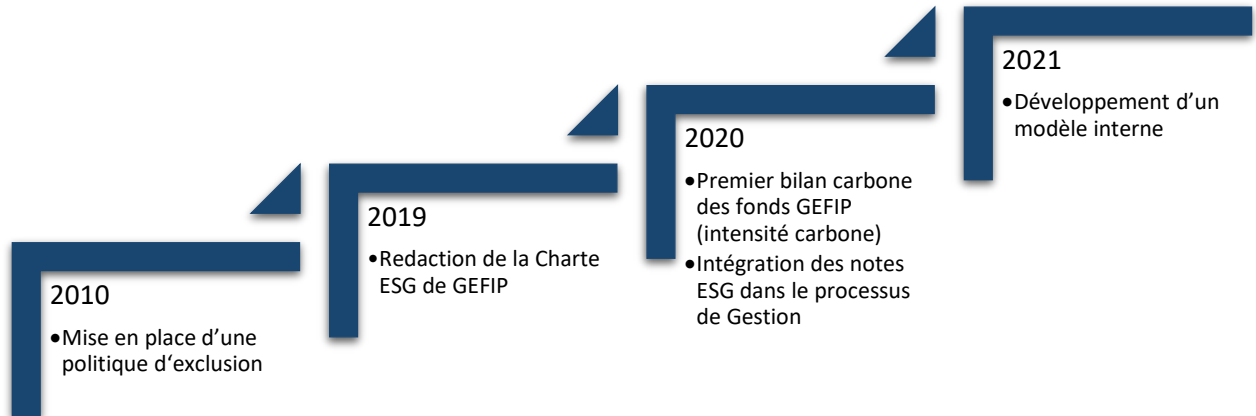 2010
•Mise en place d’une
politique d‘exclusion
2019
•Redaction de la Charte
ESG de GEFIP
2020
•Premier bilan carbone
des fonds GEFIP
(intensité carbone)
•Intégration des notes
ESG dans le processus
de Gestion
2021
•Développement d’un
modèle interne